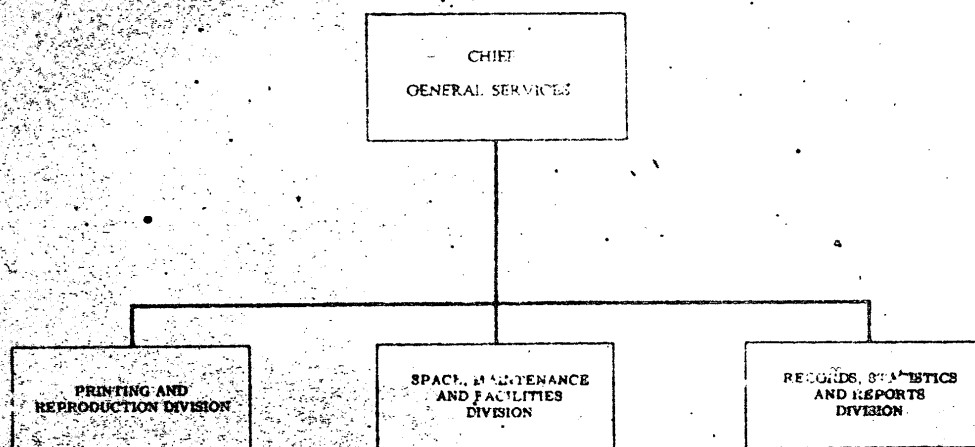 CHIEF
GENERAL SERVICES
PRINTING AND
REPRODUCTION DIVISION
SPACE, MAINTENANCE
AND FACILITIES
DIVISION
RECORDS, STATISTICS
AND REPORTS
DIVISION